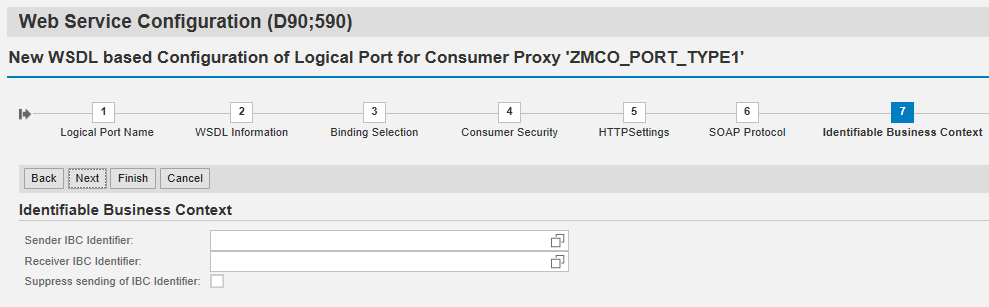 Web Service Configuration (D90;590)
New WSDL based Configuration of Logical Port for Consumer Proxy 'ZMCO_PORT_TYPE1'
1 2 3 4 5 6 7
Logical Port Name WSDL Information Binding Selection Consumer Security HTTPSettings SOAP Protocol Identifiable Business Context
Back Next Finish Cancel
Identifiable Business Context
Sender IBC Identifier:
Receiver IBC Identifier:
Suppress sending of IBC Identifier: